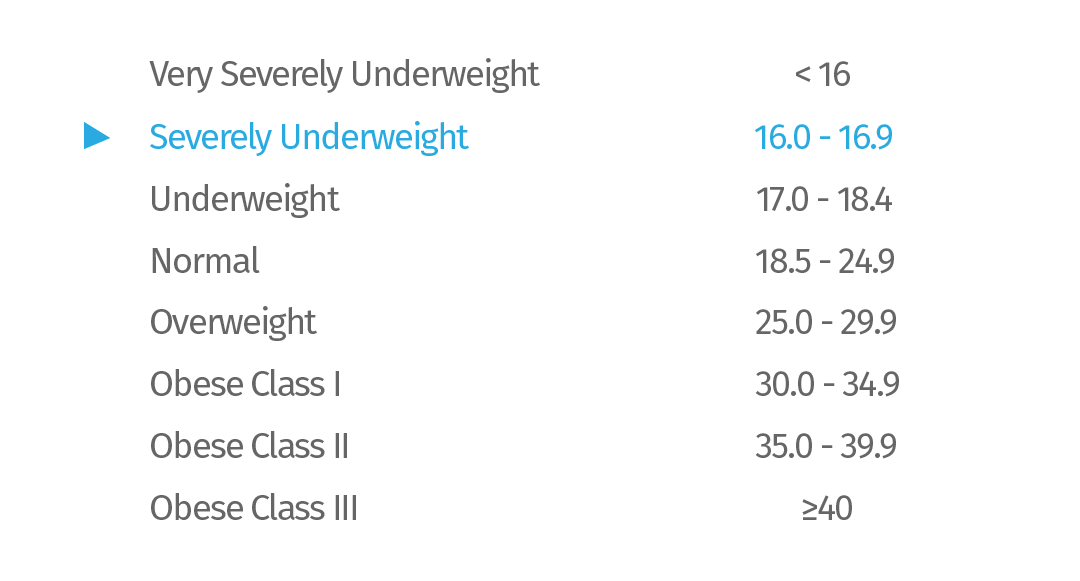 Very Severely Underweight < 16
Severely Underweight 16.0 - 16.9
Underweight 17.0 - 18.4
Normal 18.5 - 24.9
Overweight 25.0 - 29.9
Obese Class I 30.0 - 34.9
Obese Class II 35.0 - 39.9
Obese Class III ≥40